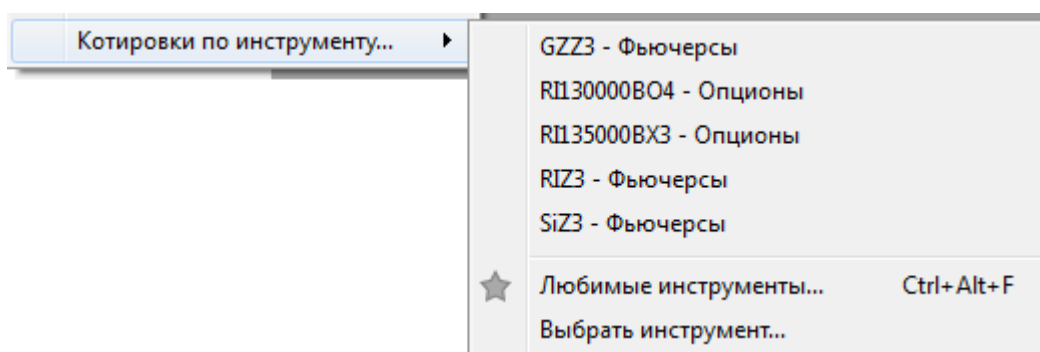 Котировки по инструменту...
GZZ3 - Фьючерсы
RI130000BO4 - Опционы
RI135000BX3 - Опционы
RIZ3 - Фьючерсы
SiZ3 - Фьючерсы
Любимые инструменты... Ctrl+Alt+F
Выбрать инструмент...